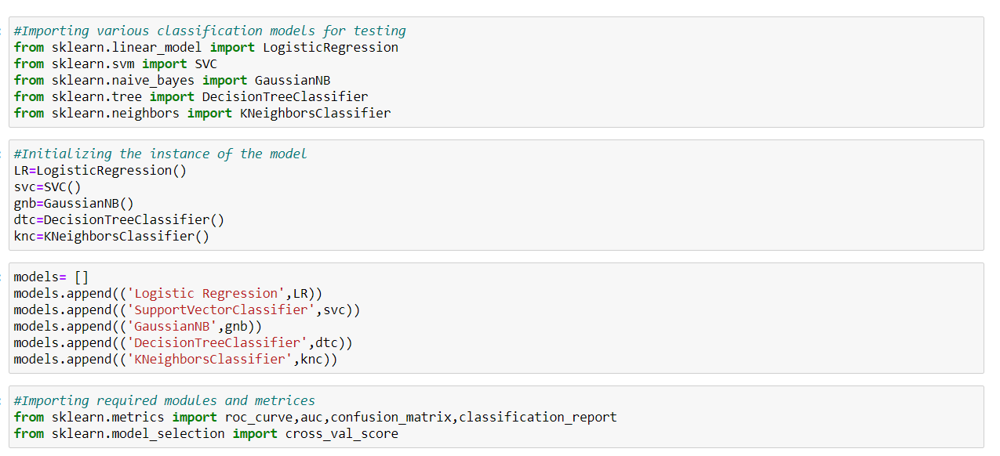 #Importing various classification models for testing
from sklearn.linear_model import LogisticRegression
from sklearn.svm import SVC
from sklearn.naive_bayes import GaussianNB
from sklearn.tree import DecisionTreeClassifier
from sklearn.neighbors import KNeighborsClassifier
#Initializing the instance of the model
LR=LogisticRegression()
svc=SVC()
gnb=GaussianNB()
dtc=DecisionTreeClassifier()
knc=KNeighborsClassifier()
models= []
models.append(('Logistic Regression',LR))
models.append(('SupportVectorClassifier',svc))
models.append(('GaussianNB',gnb))
models.append(('DecisionTreeClassifier',dtc))
models.append(('KNeighborsClassifier',knc))
#Importing required modules and metrices
from sklearn.metrics import roc_curve,auc,confusion_matrix,classification_report
from sklearn.model_selection import cross_val_score